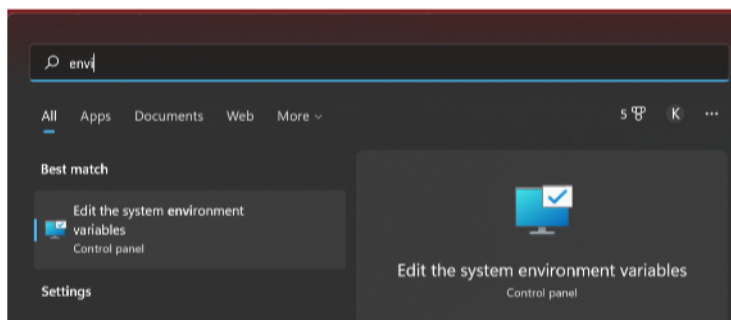 envi
All Apps Documents Web More
5 K ...
Best match
Edit the system environment
variables
Control panel
Edit the system environment variables
Control panel
Settings